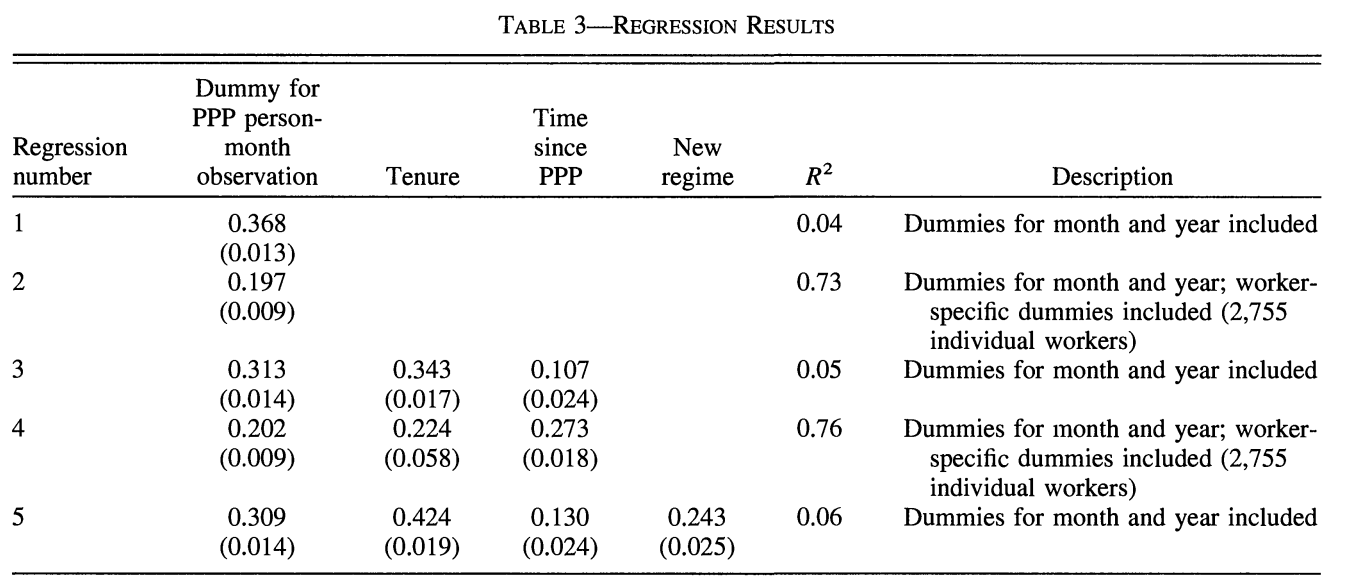 TABLE 3—REGRESSION RESULTS
Dummy for
PPP person- Time
Regression month since New
number observation Tenure PPP regime R² Description
1 0.368 0.04 Dummies for month and year included
(0.013)
2 0.197 0.73 Dummies for month and year; worker-
(0.009) specific dummies included (2,755
individual workers)
3 0.313 0.343 0.107 0.05 Dummies for month and year included
(0.014) (0.017) (0.024)
4 0.202 0.224 0.273 0.76 Dummies for month and year; worker-
(0.009) (0.058) (0.018) specific dummies included (2,755
individual workers)
5 0.309 0.424 0.130 0.243 0.06 Dummies for month and year included
(0.014) (0.019) (0.024) (0.025)